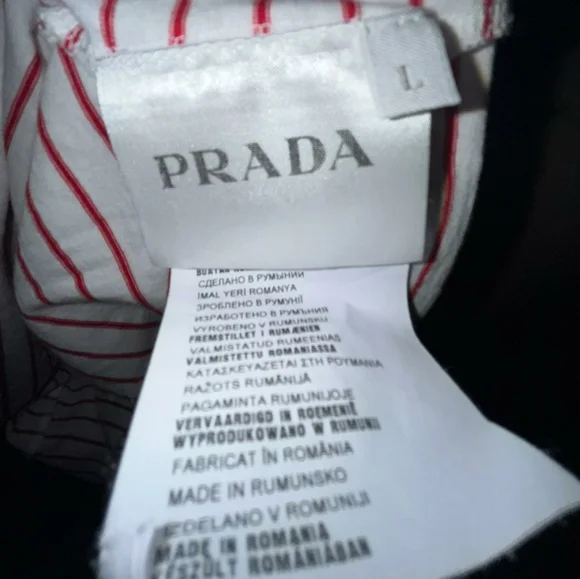 L
PRADA
СДЕЛАНО В РУМЫНИИ
IMAL YERI ROMANYA
ЗРОБЛЕНО В РУМУНІЇ
ИЗРАБОТЕНО В РУМЪНИЯ
VYROBENO V RUMUNSKU
FREMSTILLET I RUMÆNIEN
VALMISTATUD RUMEENIAS
VALMISTETTU ROMANIASSA
ΚΑΤΑΣΚΕΥΑΖΕΤΑΙ ΣΤΗ ΡΟΥΜΑΝΙΑ
RAŽOTS RUMĀNIJĀ
PAGAMINTA RUMUNIJOJE
VERVAARDIGD IN ROEMENIË
WYPRODUKOWANO W RUMUNII
FABRICAT ÎN ROMÂNIA
MADE IN RUMUNSKO
IZDELANO V ROMUNIJI
MADE IN ROMANIA
KÉSZÜLT ROMÁNIÁBAN